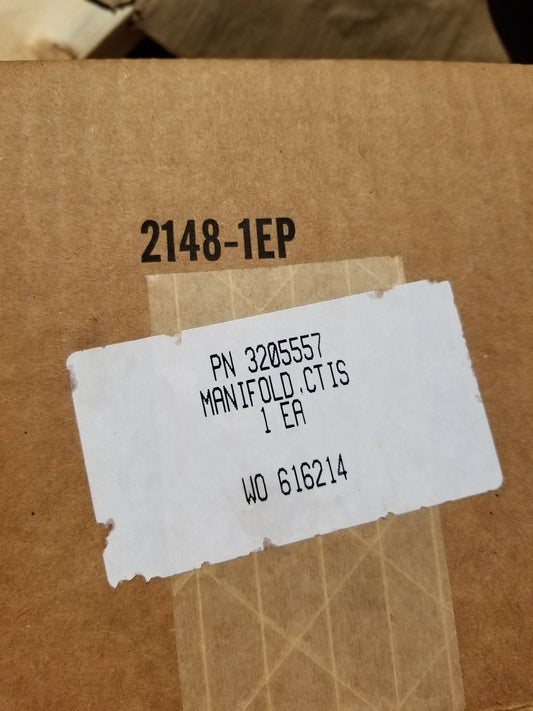 2148-1EP
PN 3205557
MANIFOLD,CTIS
1 EA
WO 616214